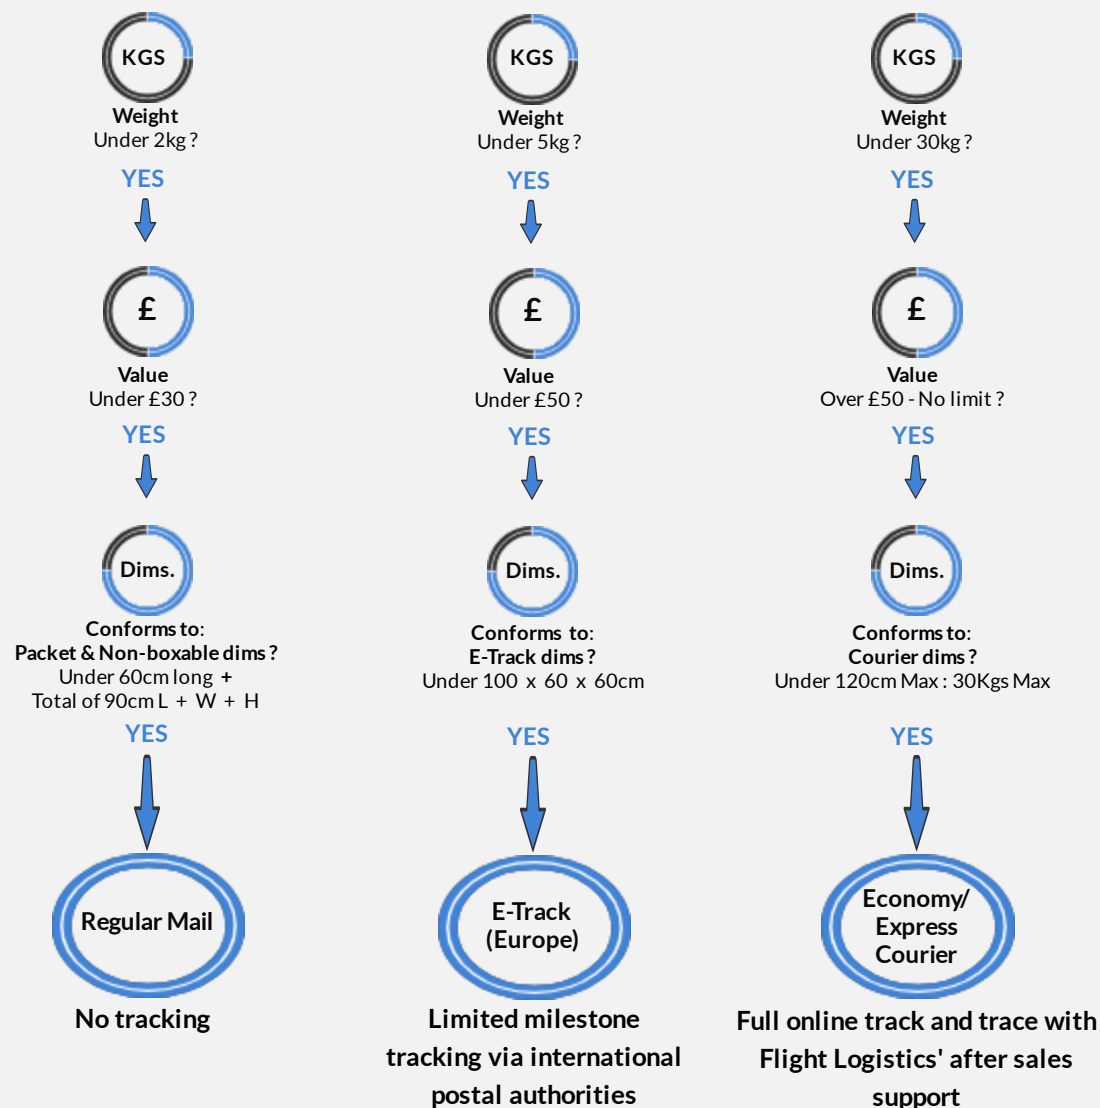 KGS
Weight
Under 2kg ?
YES
£
Value
Under £30 ?
YES
Dims.
Conforms to:
Packet & Non-boxable dims ?
Under 60cm long +
Total of 90cm L + W + H
YES
Regular Mail
No tracking
KGS
Weight
Under 5kg ?
YES
£
Value
Under £50 ?
YES
Dims.
Conforms to:
E-Track dims ?
Under 100 x 60 x 60cm
YES
E-Track
(Europe)
Limited milestone
tracking via international
postal authorities
KGS
Weight
Under 30kg ?
YES
£
Value
Over £50 - No limit ?
YES
Dims.
Conforms to:
Courier dims ?
Under 120cm Max : 30Kgs Max
YES
Economy/
Express
Courier
Full online track and trace with
Flight Logistics' after sales
support